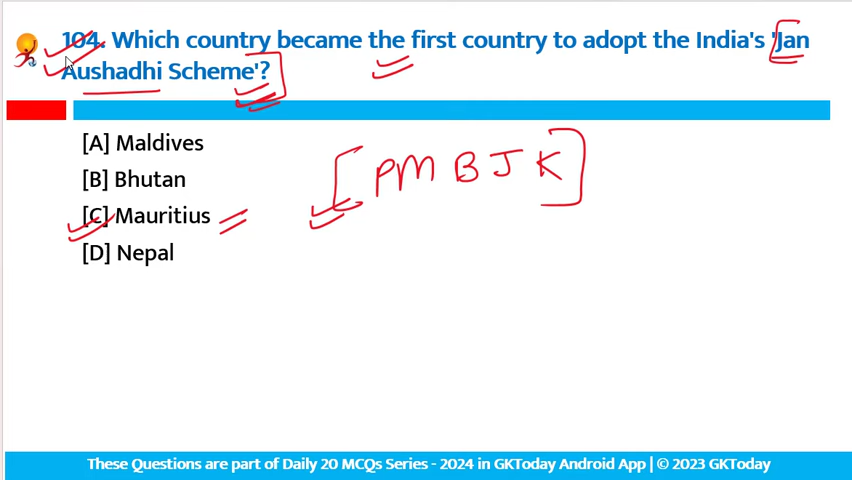 104. Which country became the first country to adopt the India's 'Jan
Aushadhi Scheme'?
[A] Maldives
[B] Bhutan
[C] Mauritius
[D] Nepal
[PM B J K]
These Questions are part of Daily 20 MCQs Series - 2024 in GKToday Android App | © 2023 GKToday